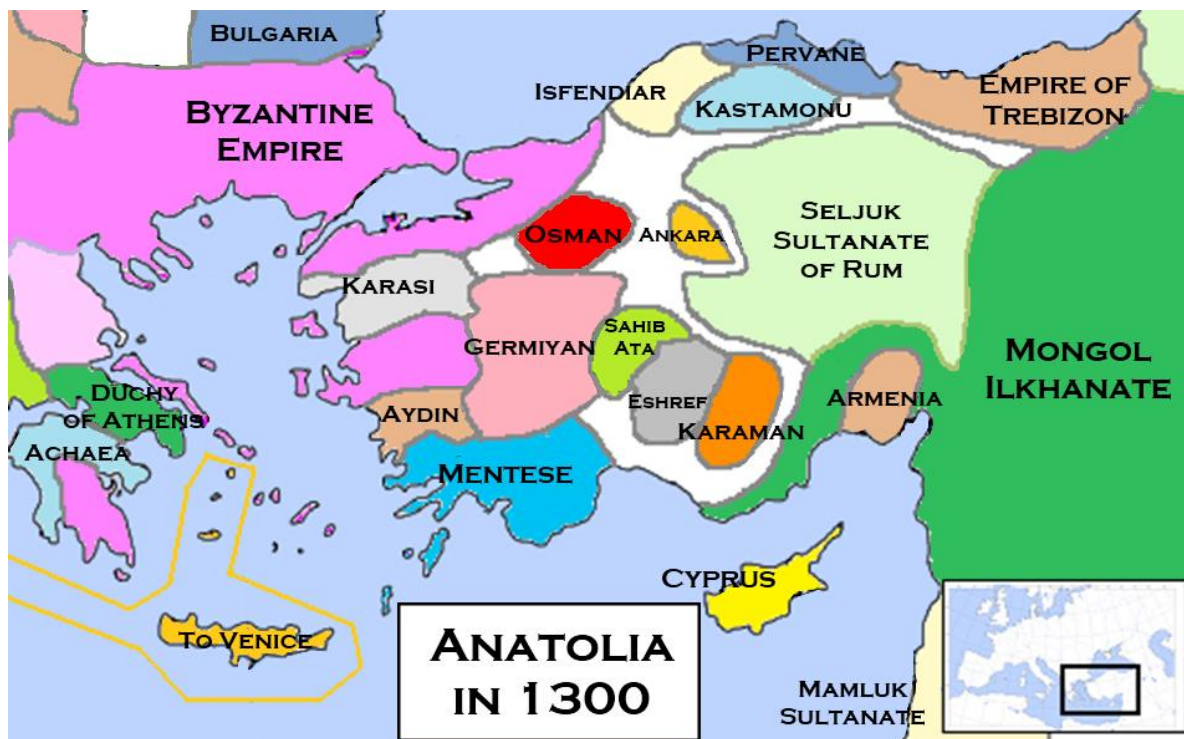 BULGARIA
PERVANE
ISFENDIAR
EMPIRE OF
TREBIZON
BYZANTINE
EMPIRE
KASTAMONU
SELJUK
SULTANATE
OF RUM
OSMAN
ANKARA
KARASI
SAHIB
ATA
GERMIYAN
MONGOL
ILKHANATE
DUCHY
OF ATHENS
ESHREF
ARMENIA
AYDIN
KARAMAN
ACHAEA
MENTESE
CYPRUS
TO VENICE
ANATOLIA
IN 1300
MAMLUK
SULTANATE